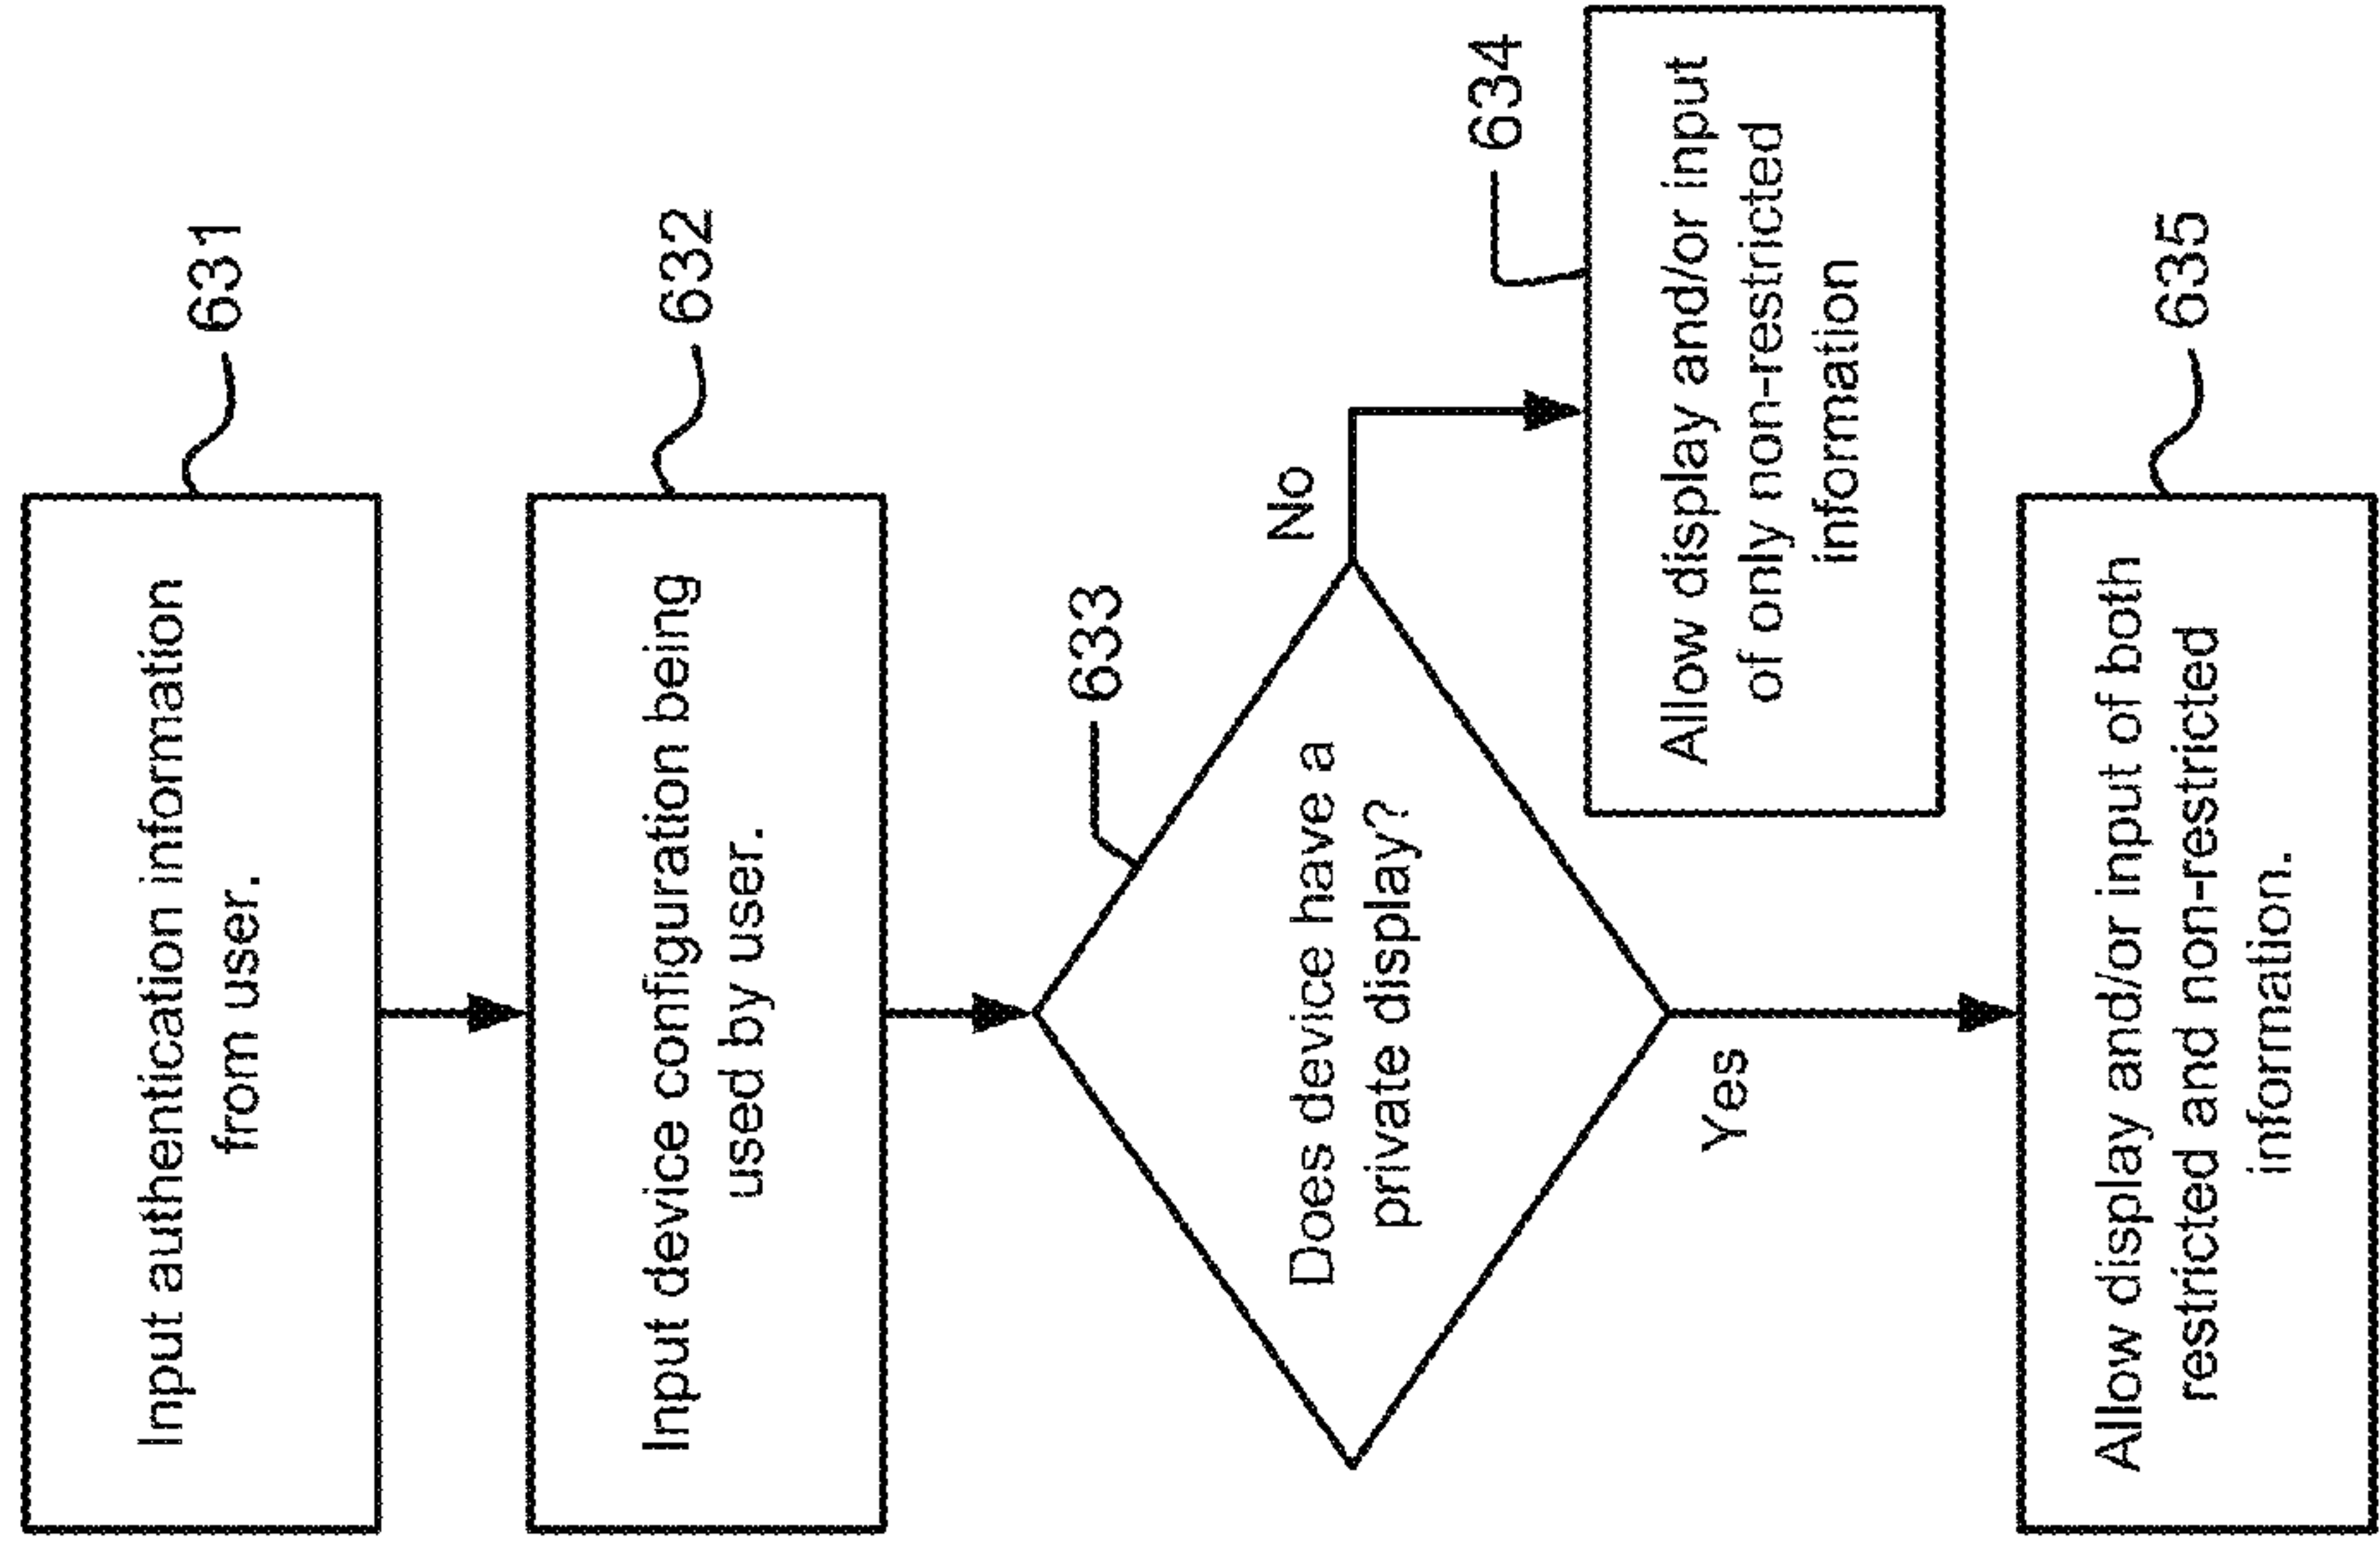 Input authentication information
from user.
631
Input device configuration being
used by user.
632
Does device have a
private display?
633
No
Allow display and/or input
of only non-restricted
information
634
Yes
Allow display and/or input of both
restricted and non-restricted
information.
635